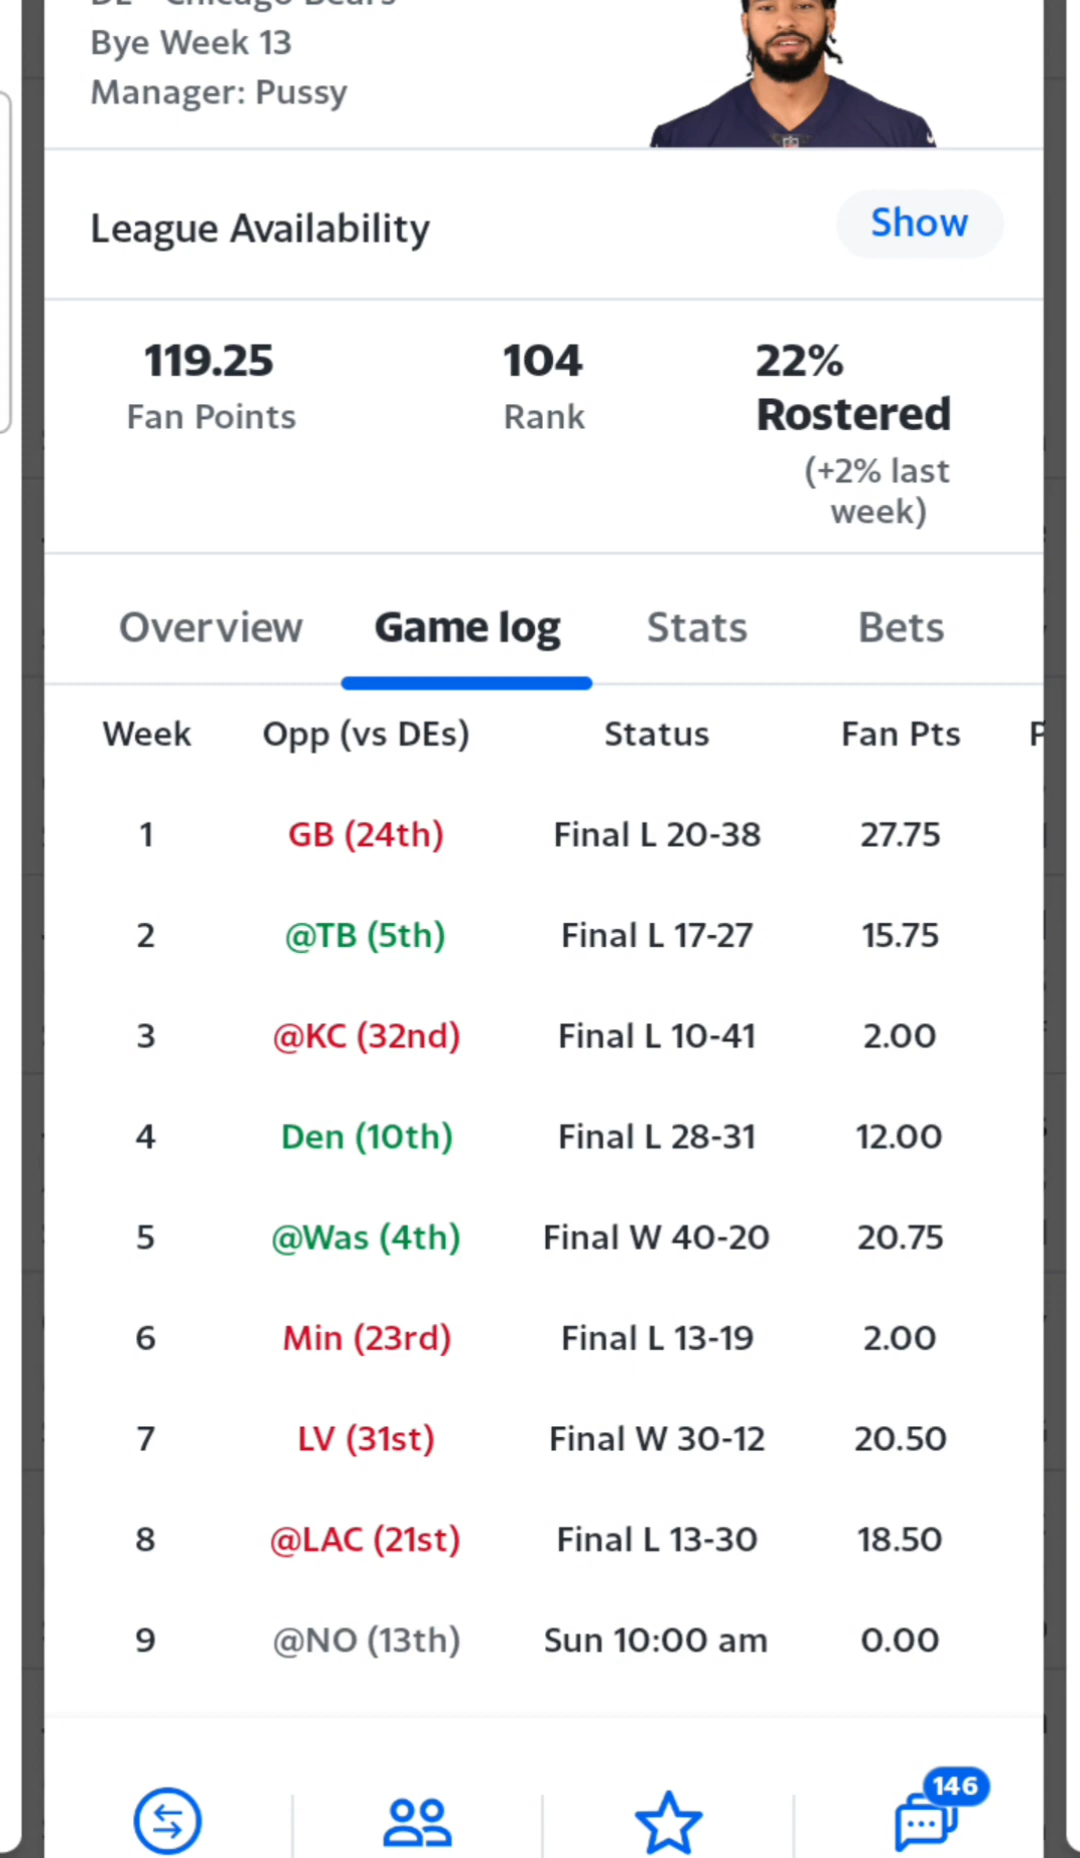 DE - Chicago Bears
Bye Week 13
Manager: Pussy
League Availability
Show
119.25
Fan Points
104
Rank
22%
Rostered
(+2% last
week)
Overview Game log Stats Bets
Week Opp (vs DEs) Status Fan Pts P
1 GB (24th) Final L 20-38 27.75
2 @TB (5th) Final L 17-27 15.75
3 @KC (32nd) Final L 10-41 2.00
4 Den (10th) Final L 28-31 12.00
5 @Was (4th) Final W 40-20 20.75
6 Min (23rd) Final L 13-19 2.00
7 LV (31st) Final W 30-12 20.50
8 @LAC (21st) Final L 13-30 18.50
9 @NO (13th) Sun 10:00 am 0.00
146